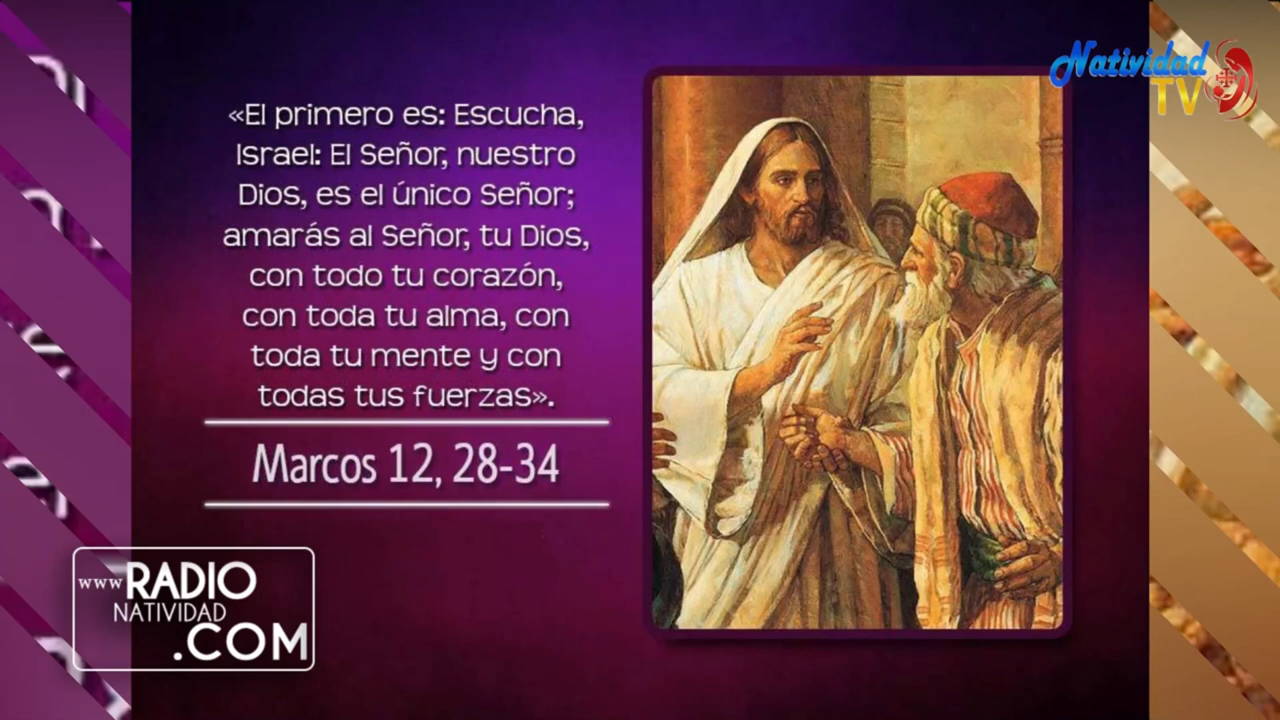 «El primero es: Escucha,
Israel: El Señor, nuestro
Dios, es el único Señor;
amarás al Señor, tu Dios,
con todo tu corazón,
con toda tu alma, con
toda tu mente y con
todas tus fuerzas».
Marcos 12, 28-34
Natividad
TV
www RADIO
NATIVIDAD
.COM